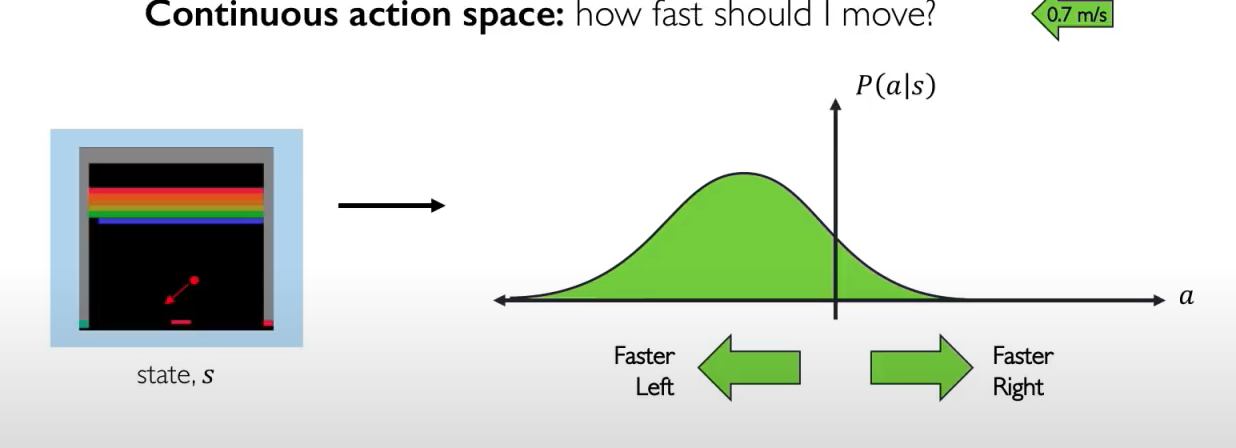 Continuous action space: how fast should I move?
0.7 m/s
P(a|s)
a
Faster
Left
Faster
Right
state, s